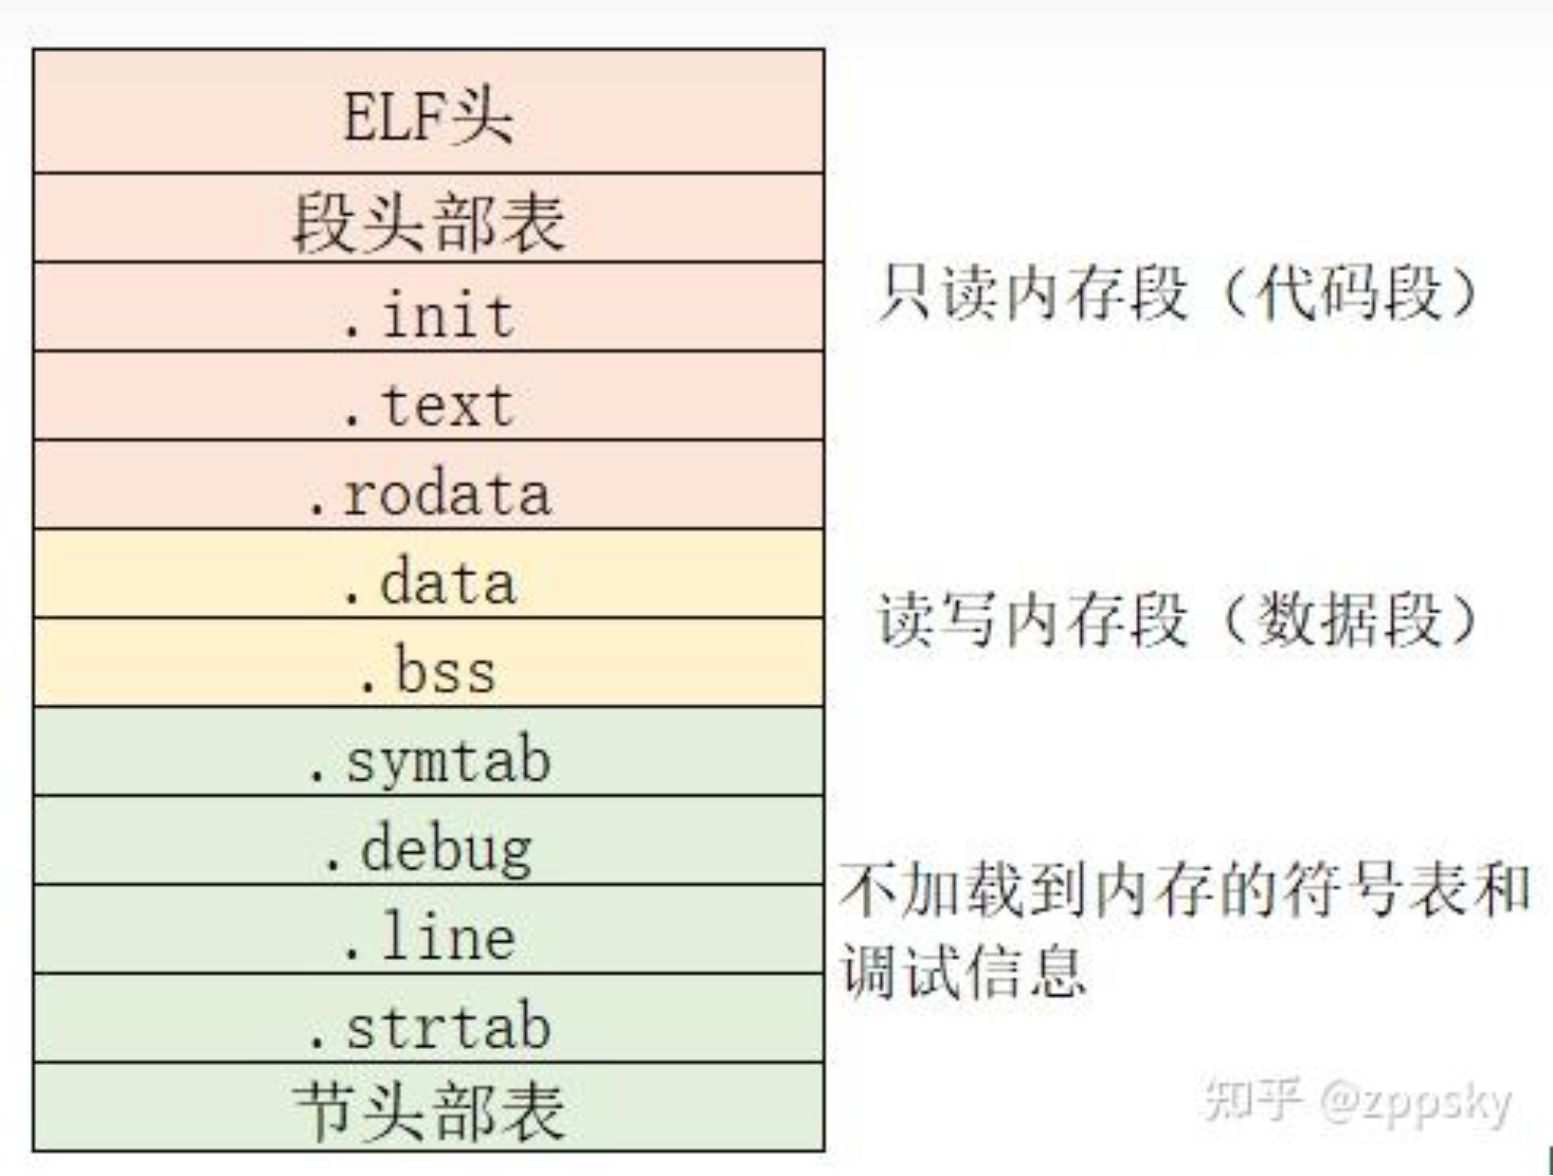 ELF头
段头部表
.init
.text
.rodata
.data
.bss
.symtab
.debug
.line
.strtab
节头部表
只读内存段（代码段）
读写内存段（数据段）
不加载到内存的符号表和
调试信息
知乎 @zppsky